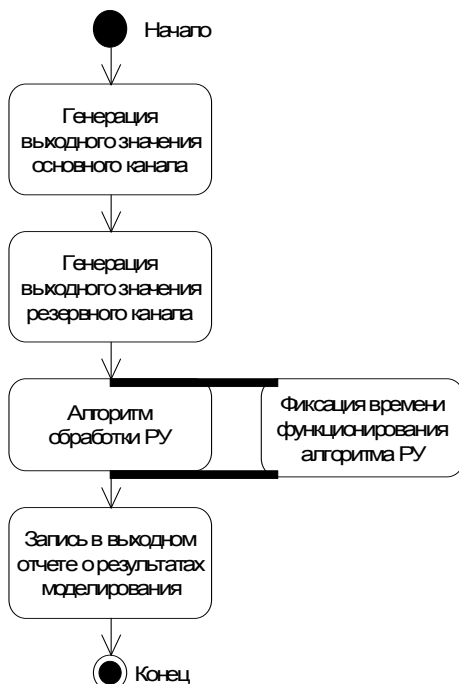 Начало
Генерация
выходного значения
основного канала
Генерация
выходного значения
резервного канала
Алгоритм
обработки РУ
Фиксация времени
функционирования
алгоритма РУ
Запись в выходном
отчете о результатах
моделирования
Конец